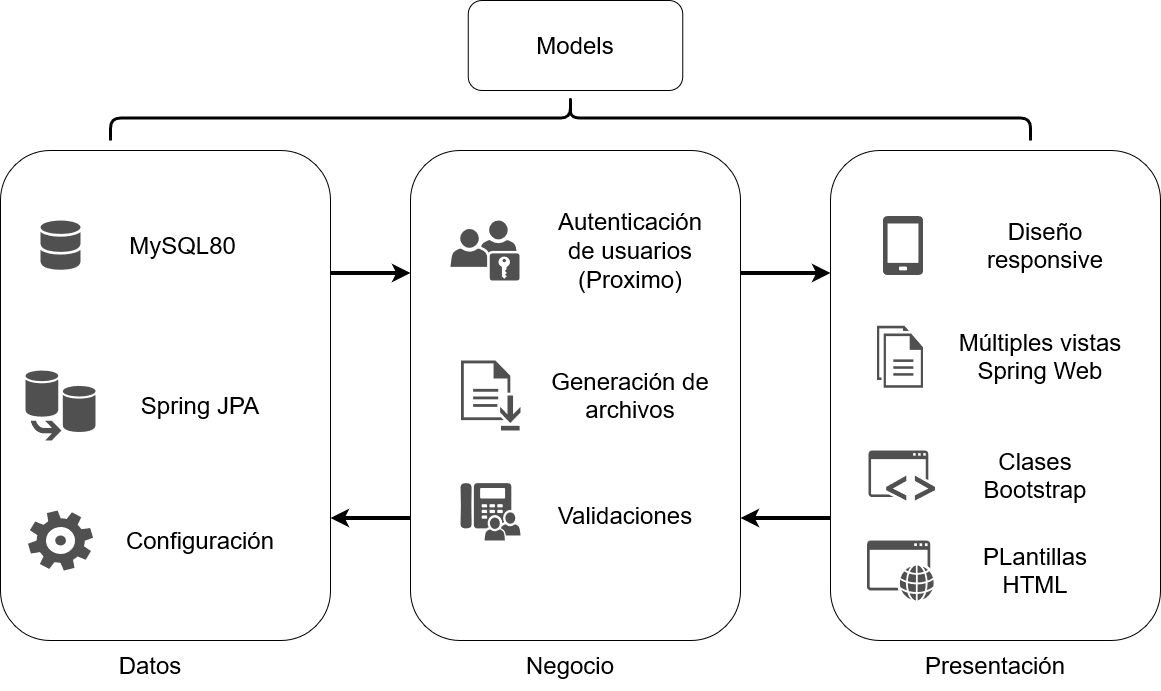 Models
MySQL80
Spring JPA
Configuración
Datos
Autenticación
de usuarios
(Proximo)
Generación de
archivos
Validaciones
Negocio
Diseño
responsive
Múltiples vistas
Spring Web
Clases
Bootstrap
PLantillas
HTML
Presentación